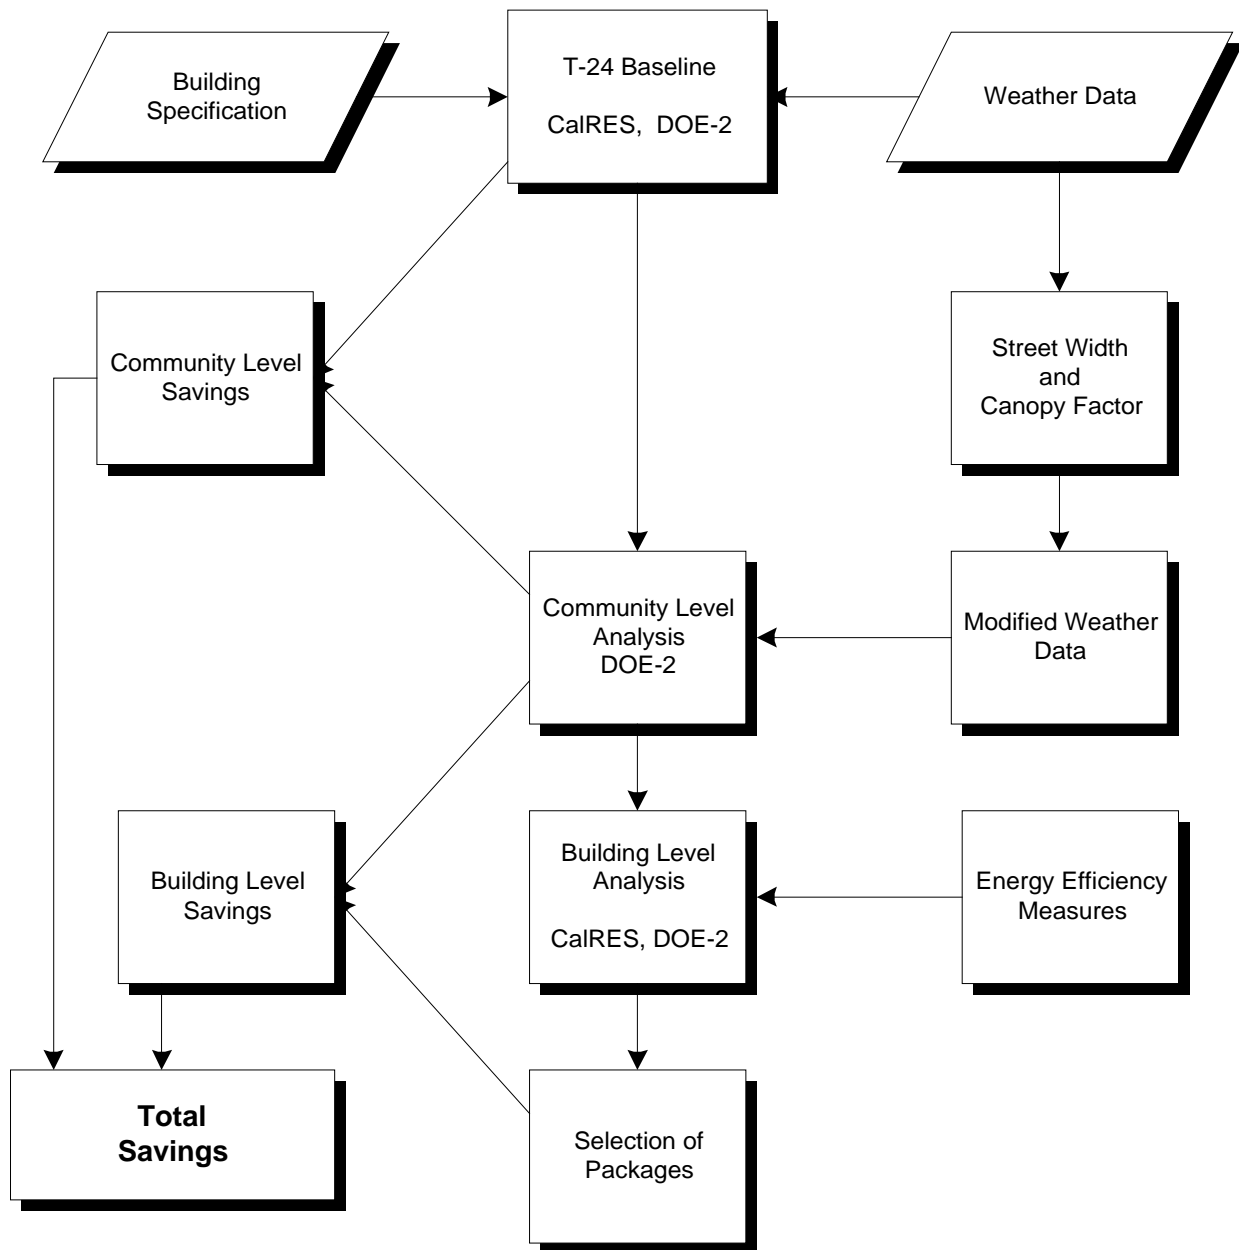 Building
Specification
T-24 Baseline
CalRES, DOE-2
Weather Data
Community Level
Savings
Street Width
and
Canopy Factor
Community Level
Analysis
DOE-2
Modified Weather
Data
Building Level
Savings
Building Level
Analysis
CalRES, DOE-2
Energy Efficiency
Measures
Total
Savings
Selection of
Packages